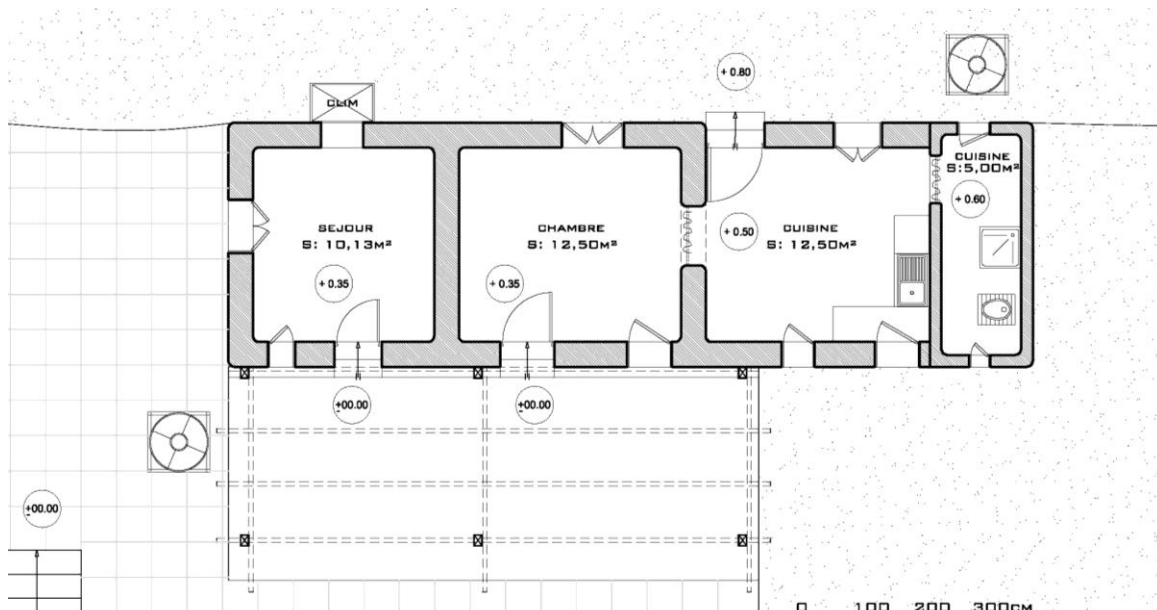 + 0.80
CLIM
CUISINE
S:5,00M²
+ 0.60
SEJOUR
S: 10,13M²
CHAMBRE
S: 12,50M²
+ 0.50
CUISINE
S: 12,50M²
+ 0.35
+ 0.35
±00.00
±00.00
±00.00
0 100 200 300CM